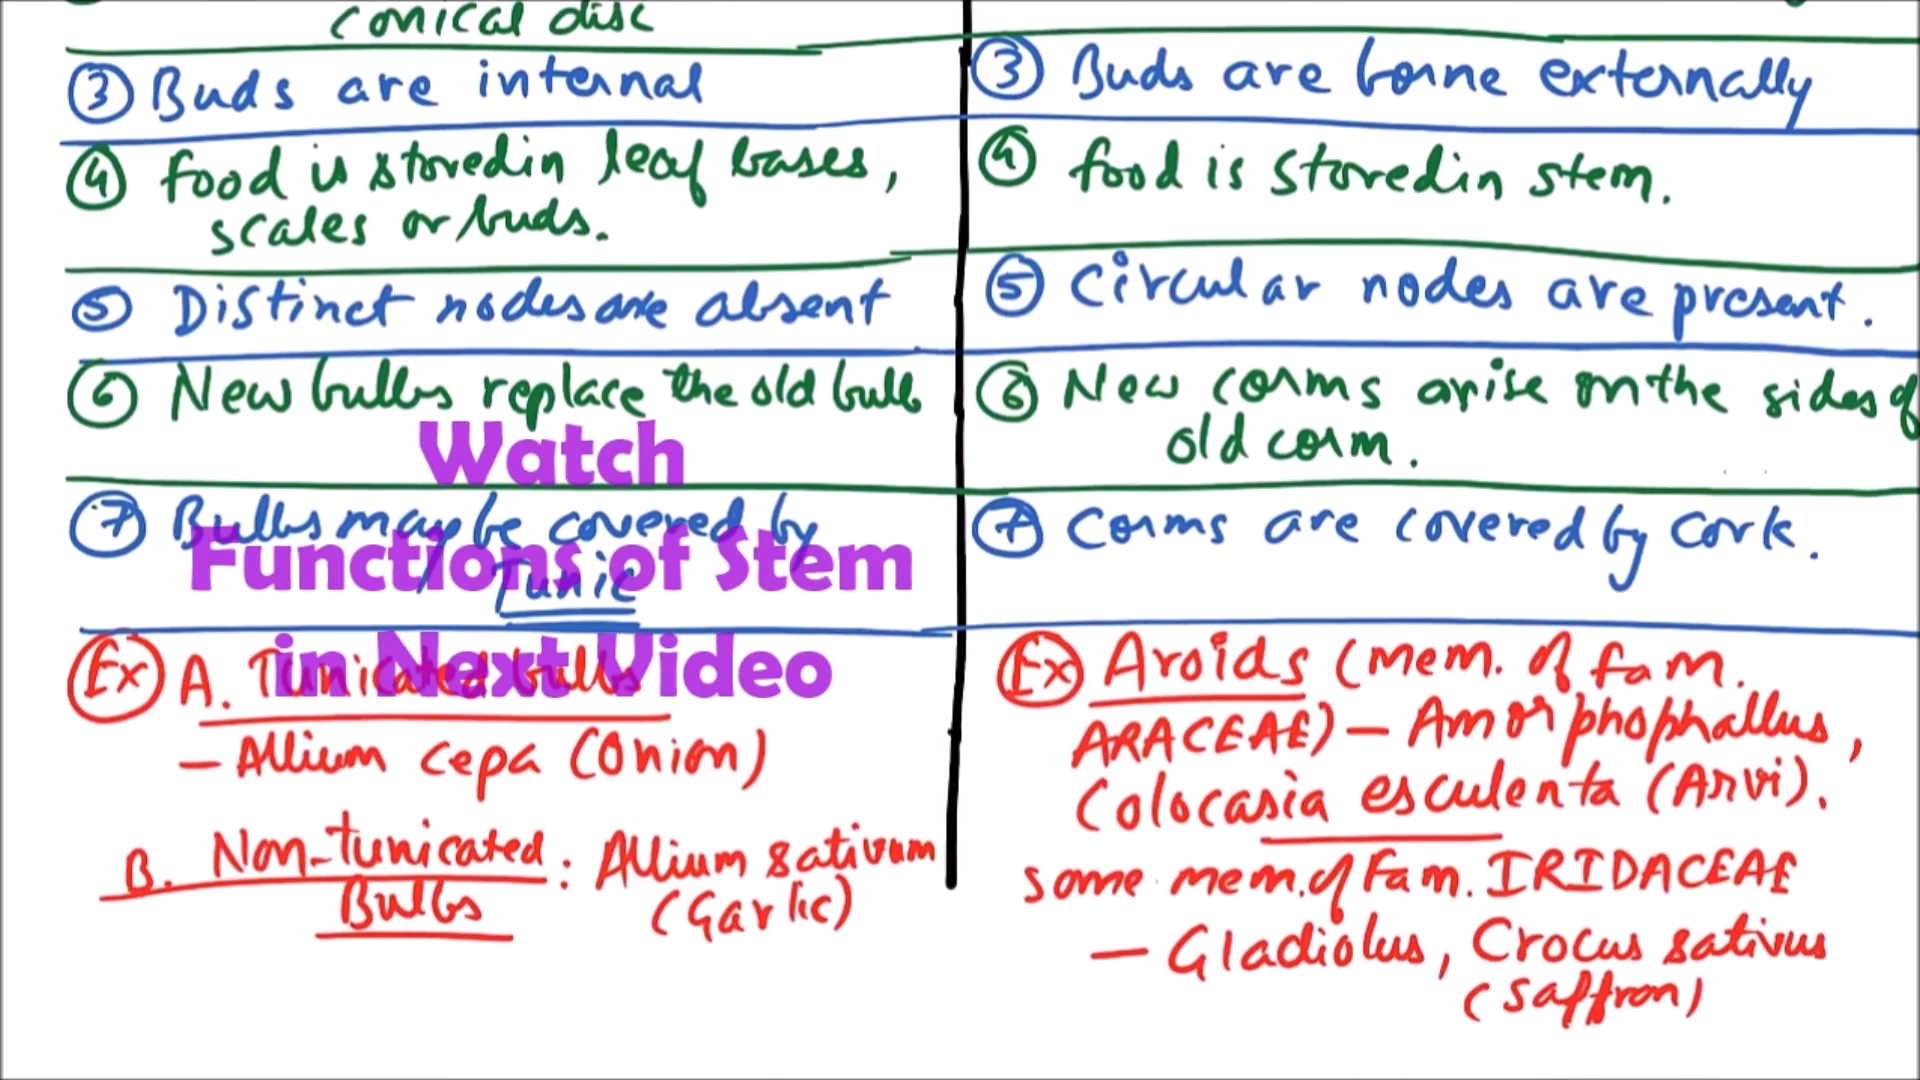 conical disc
③ Buds are internal
④ food is stored in leaf bases,
scales or buds.
⑤ Distinct nodes are absent
⑥ New bulbs replace the old bulb
⑦ Bulbs may be covered by
Tunic
Ex A. Tunicated bulbs
— Allium cepa (Onion)
B. Non-tunicated : Allium sativum
Bulbs (Garlic)
③ Buds are borne externally
④ food is stored in stem.
⑤ Circular nodes are present.
⑥ New corms arise on the sides of
old corm.
⑦ Corms are covered by cork.
Ex Aroids (mem. of fam.
ARACEAE) — Amorphophallus,
Colocasia esculenta (Arvi).
some mem. of Fam. IRIDACEAE
— Gladiolus, Crocus sativus
(saffron)
Watch
Functions of Stem
in Next Video